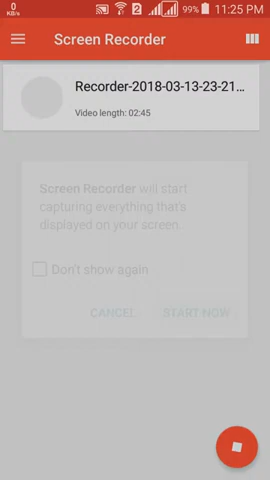 0
KB/s
2
99%
11:25 PM
Screen Recorder
Recorder-2018-03-13-23-21...
Video length: 02:45
Screen Recorder will start
capturing everything that's
displayed on your screen.
Don't show again
CANCEL
START NOW